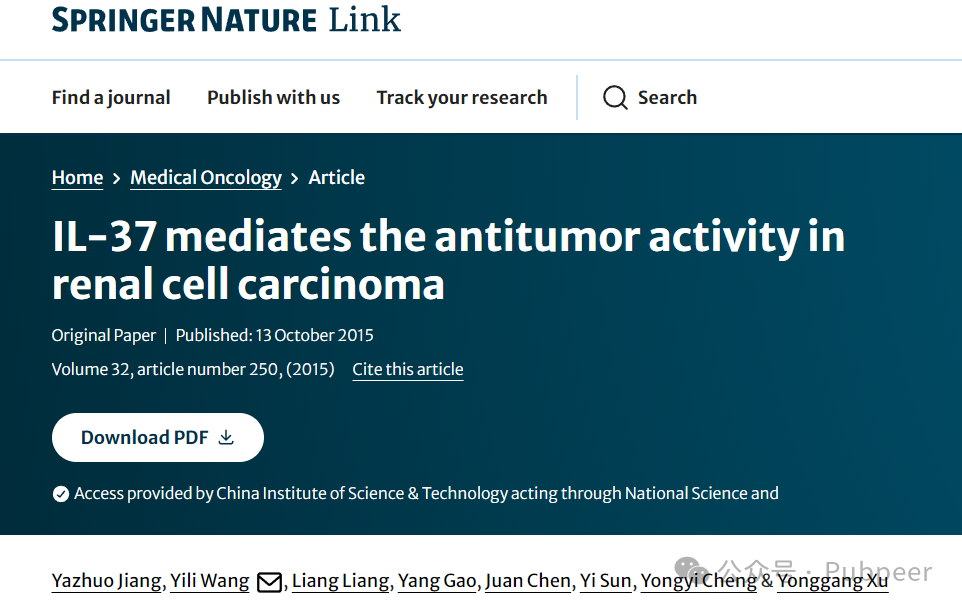 SPRINGER NATURE Link
Find a journal Publish with us Track your research Search
Home > Medical Oncology > Article
IL-37 mediates the antitumor activity in
renal cell carcinoma
Original Paper | Published: 13 October 2015
Volume 32, article number 250, (2015) Cite this article
Download PDF
Access provided by China Institute of Science & Technology acting through National Science and
Yazhuo Jiang, Yili Wang, Liang Liang, Yang Gao, Juan Chen, Yi Sun, Yongyi Cheng & Yonggang Xu
公众号 · Pubpeer